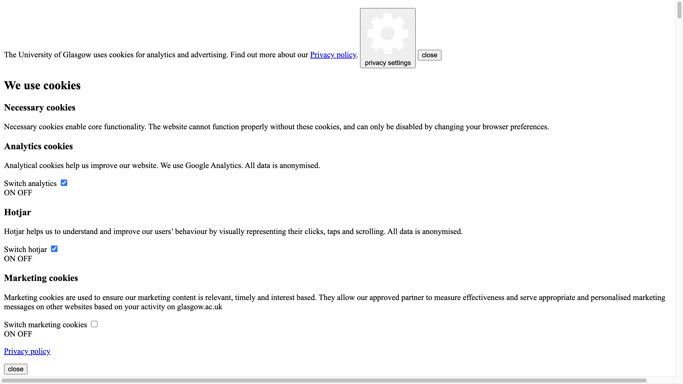 The University of Glasgow uses cookies for analytics and advertising. Find out more about our Privacy policy. privacy settings close
We use cookies
Necessary cookies
Necessary cookies enable core functionality. The website cannot function properly without these cookies, and can only be disabled by changing your browser preferences.
Analytics cookies
Analytical cookies help us improve our website. We use Google Analytics. All data is anonymised.
Switch analytics
ON OFF
Hotjar
Hotjar helps us to understand and improve our users’ behaviour by visually representing their clicks, taps and scrolling. All data is anonymised.
Switch hotjar
ON OFF
Marketing cookies
Marketing cookies are used to ensure our marketing content is relevant, timely and interest based. They allow our approved partner to measure effectiveness and serve appropriate and personalised marketing
messages on other websites based on your activity on glasgow.ac.uk
Switch marketing cookies
ON OFF
Privacy policy
close